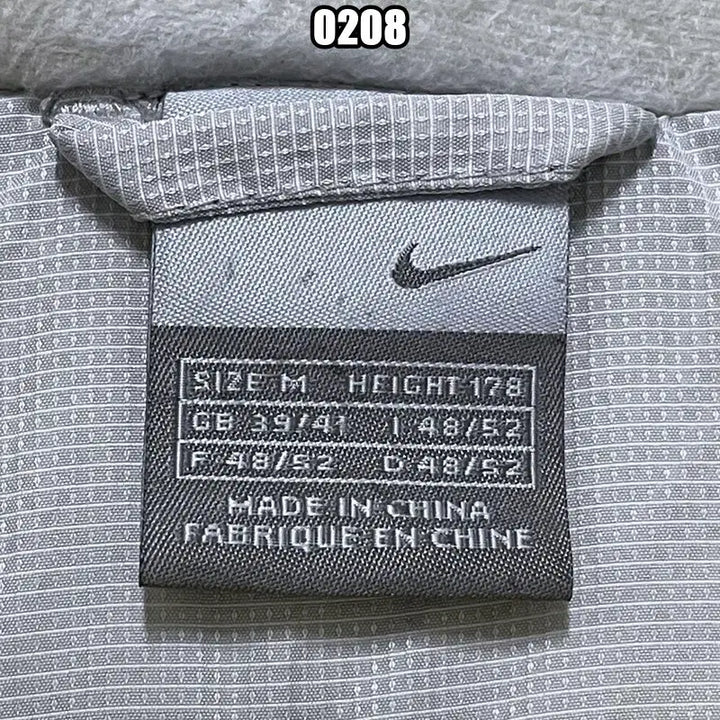 0208
SIZE M HEIGHT 178
GB 39/41 I 48/52
F 48/52 D 48/52
MADE IN CHINA
FABRIQUE EN CHINE